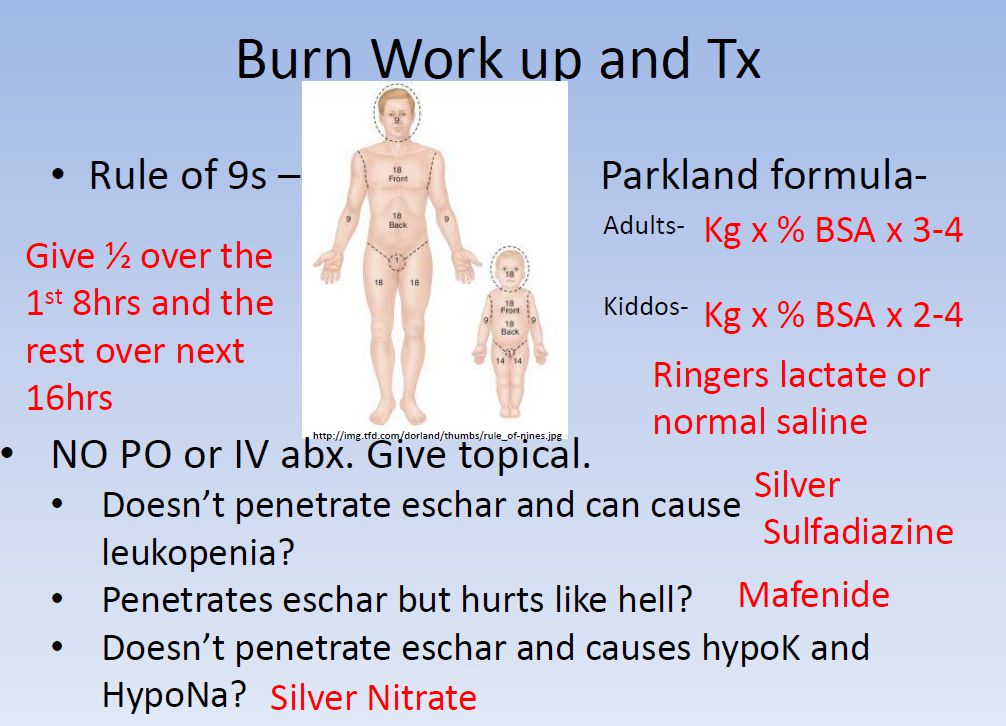 Burn Work up and Tx
• Rule of 9s –
Parkland formula-
Adults- Kg x % BSA x 3-4
Kiddos- Kg x % BSA x 2-4
Give ½ over the
1st 8hrs and the
rest over next
16hrs
Ringers lactate or
normal saline
9
18
Front
18
Back
9
9
1
18
18
18
18
Front
18
Back
9
9
1
14
14
http://img.tfd.com/dorland/thumbs/rule_of-nines.jpg
• NO PO or IV abx. Give topical.
• Doesn’t penetrate eschar and can cause
leukopenia?
Silver
Sulfadiazine
• Penetrates eschar but hurts like hell?
Mafenide
• Doesn’t penetrate eschar and causes hypoK and
HypoNa?
Silver Nitrate